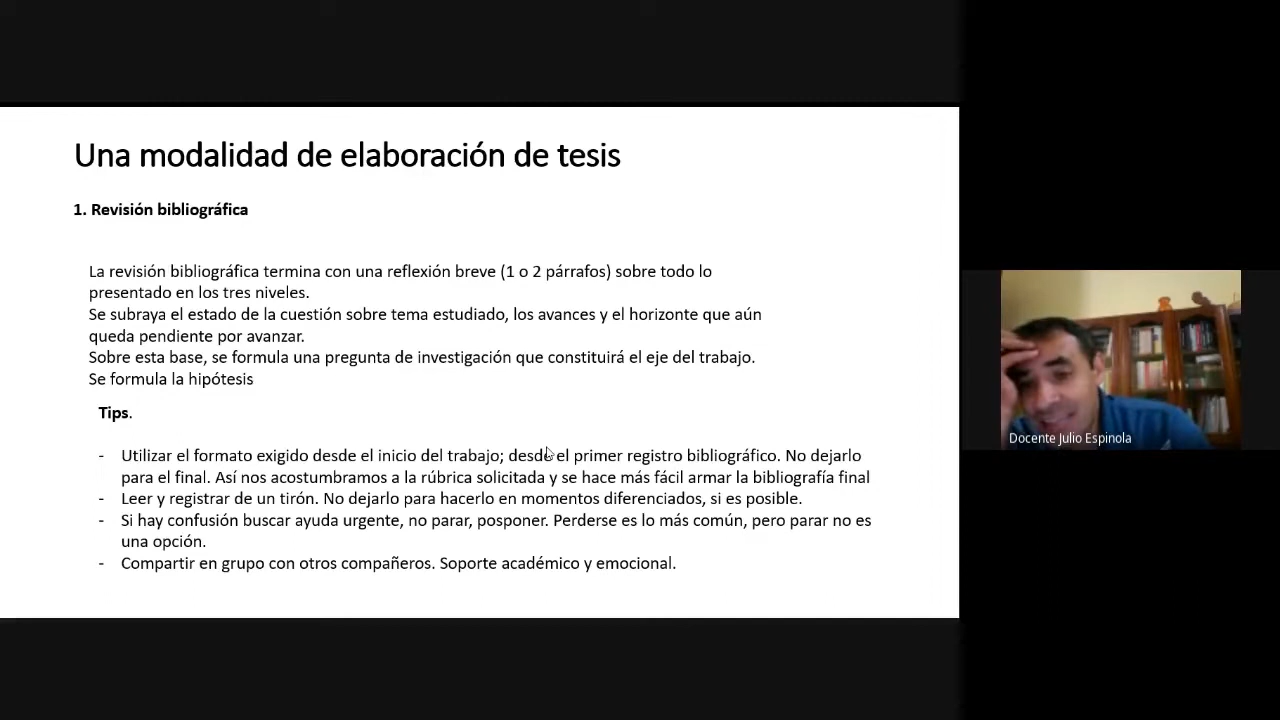 Una modalidad de elaboración de tesis
1. Revisión bibliográfica
La revisión bibliográfica termina con una reflexión breve (1 o 2 párrafos) sobre todo lo
presentado en los tres niveles.
Se subraya el estado de la cuestión sobre tema estudiado, los avances y el horizonte que aún
queda pendiente por avanzar.
Sobre esta base, se formula una pregunta de investigación que constituirá el eje del trabajo.
Se formula la hipótesis
Tips.
- Utilizar el formato exigido desde el inicio del trabajo; desde el primer registro bibliográfico. No dejarlo
para el final. Así nos acostumbramos a la rúbrica solicitada y se hace más fácil armar la bibliografía final
- Leer y registrar de un tirón. No dejarlo para hacerlo en momentos diferenciados, si es posible.
- Si hay confusión buscar ayuda urgente, no parar, posponer. Perderse es lo más común, pero parar no es
una opción.
- Compartir en grupo con otros compañeros. Soporte académico y emocional.
Docente Julio Espinola